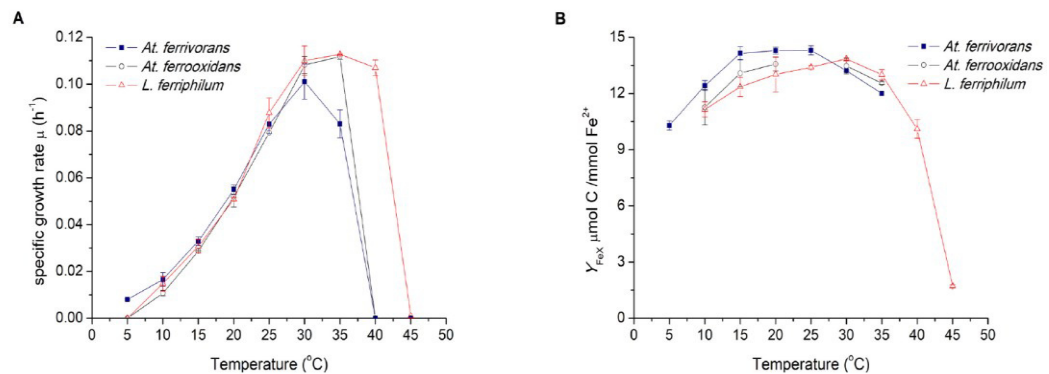 A
At. ferrivorans
At. ferrooxidans
L. ferriphilum
specific growth rate μ (h⁻¹)
0.12
0.10
0.08
0.06
0.04
0.02
0.00
0 5 10 15 20 25 30 35 40 45 50
Temperature (°C)
B
At. ferrivorans
At. ferrooxidans
L. ferriphilum
Y_FeX μmol C /mmol Fe²⁺
15
12
9
6
3
0
0 5 10 15 20 25 30 35 40 45 50
Temperature (°C)